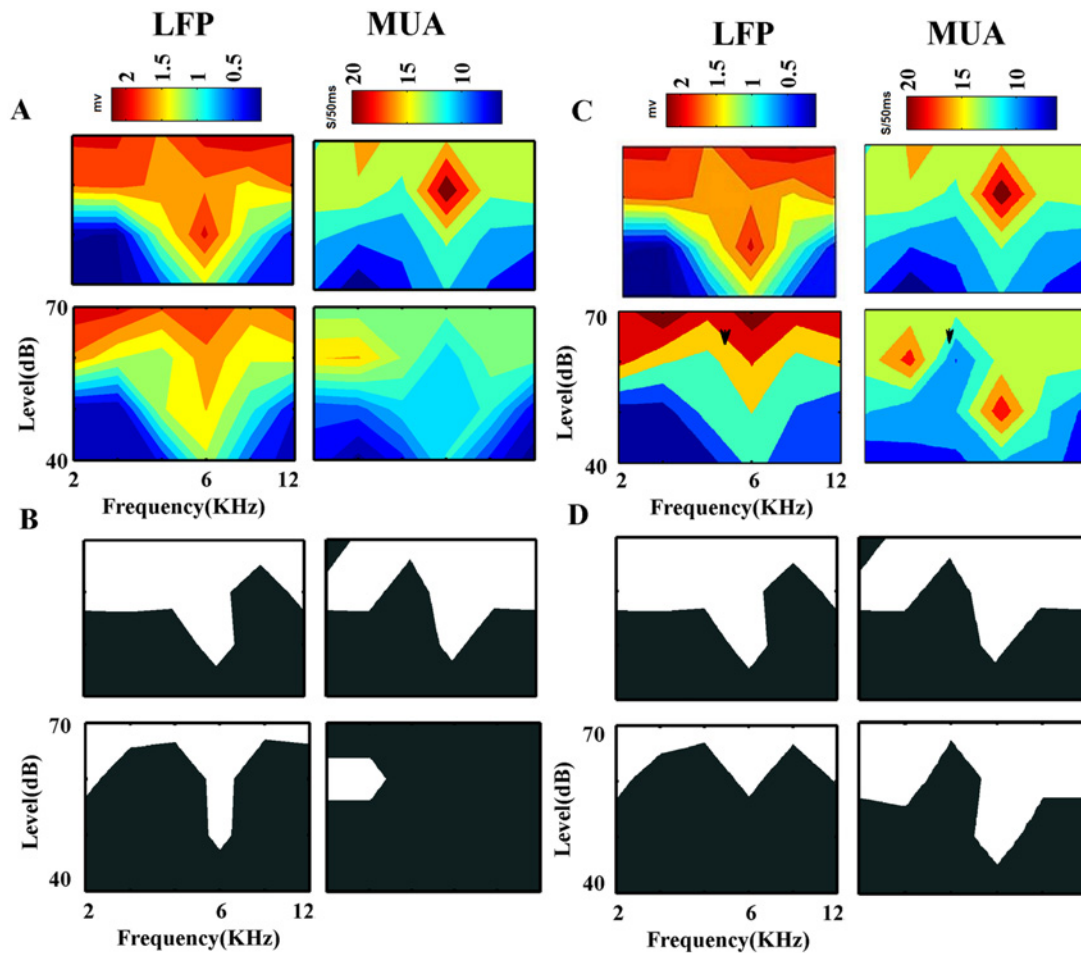 LFP MUA
2 1.5 1 0.5
mv
20 15 10
S/50ms
A
70
Level(dB)
40
2 6 12
Frequency(KHz)
B
70
Level(dB)
40
2 6 12
Frequency(KHz)
LFP MUA
2 1.5 1 0.5
mv
20 15 10
S/50ms
C
70
Level(dB)
40
2 6 12
Frequency(KHz)
D
70
Level(dB)
40
2 6 12
Frequency(KHz)